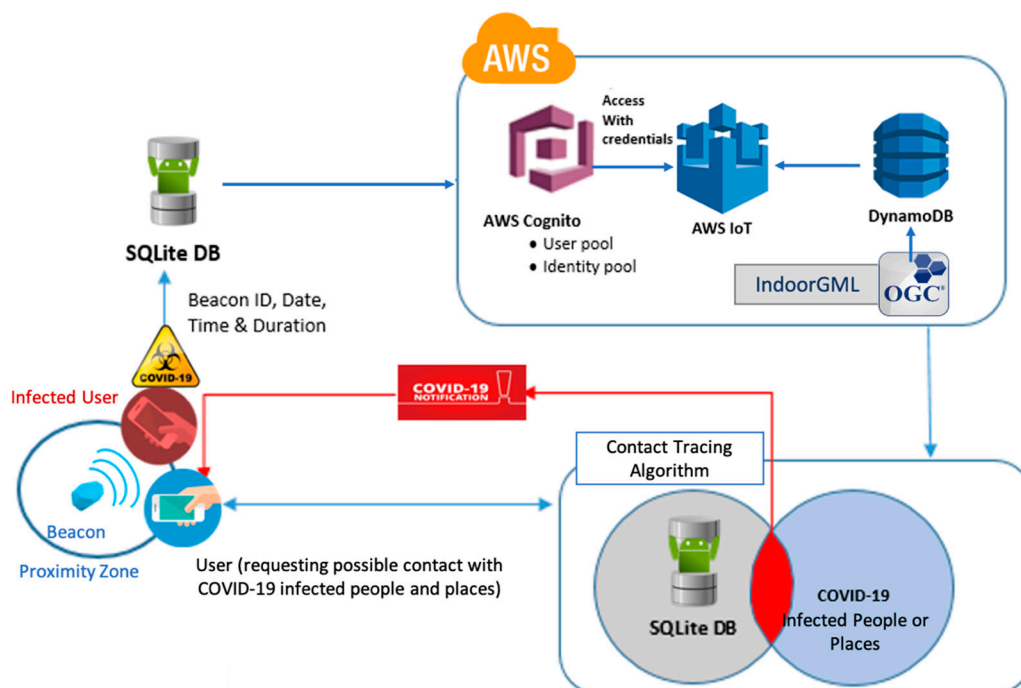 AWS
Access
With
credentials
AWS Cognito
• User pool
• Identity pool
AWS IoT
DynamoDB
IndoorGML
OGC®
SQLite DB
Beacon ID, Date,
Time & Duration
COVID-19
Infected User
COVID-19
NOTIFICATION
Beacon
Proximity Zone
User (requesting possible contact with
COVID-19 infected people and places)
Contact Tracing
Algorithm
SQLite DB
COVID-19
Infected People or
Places